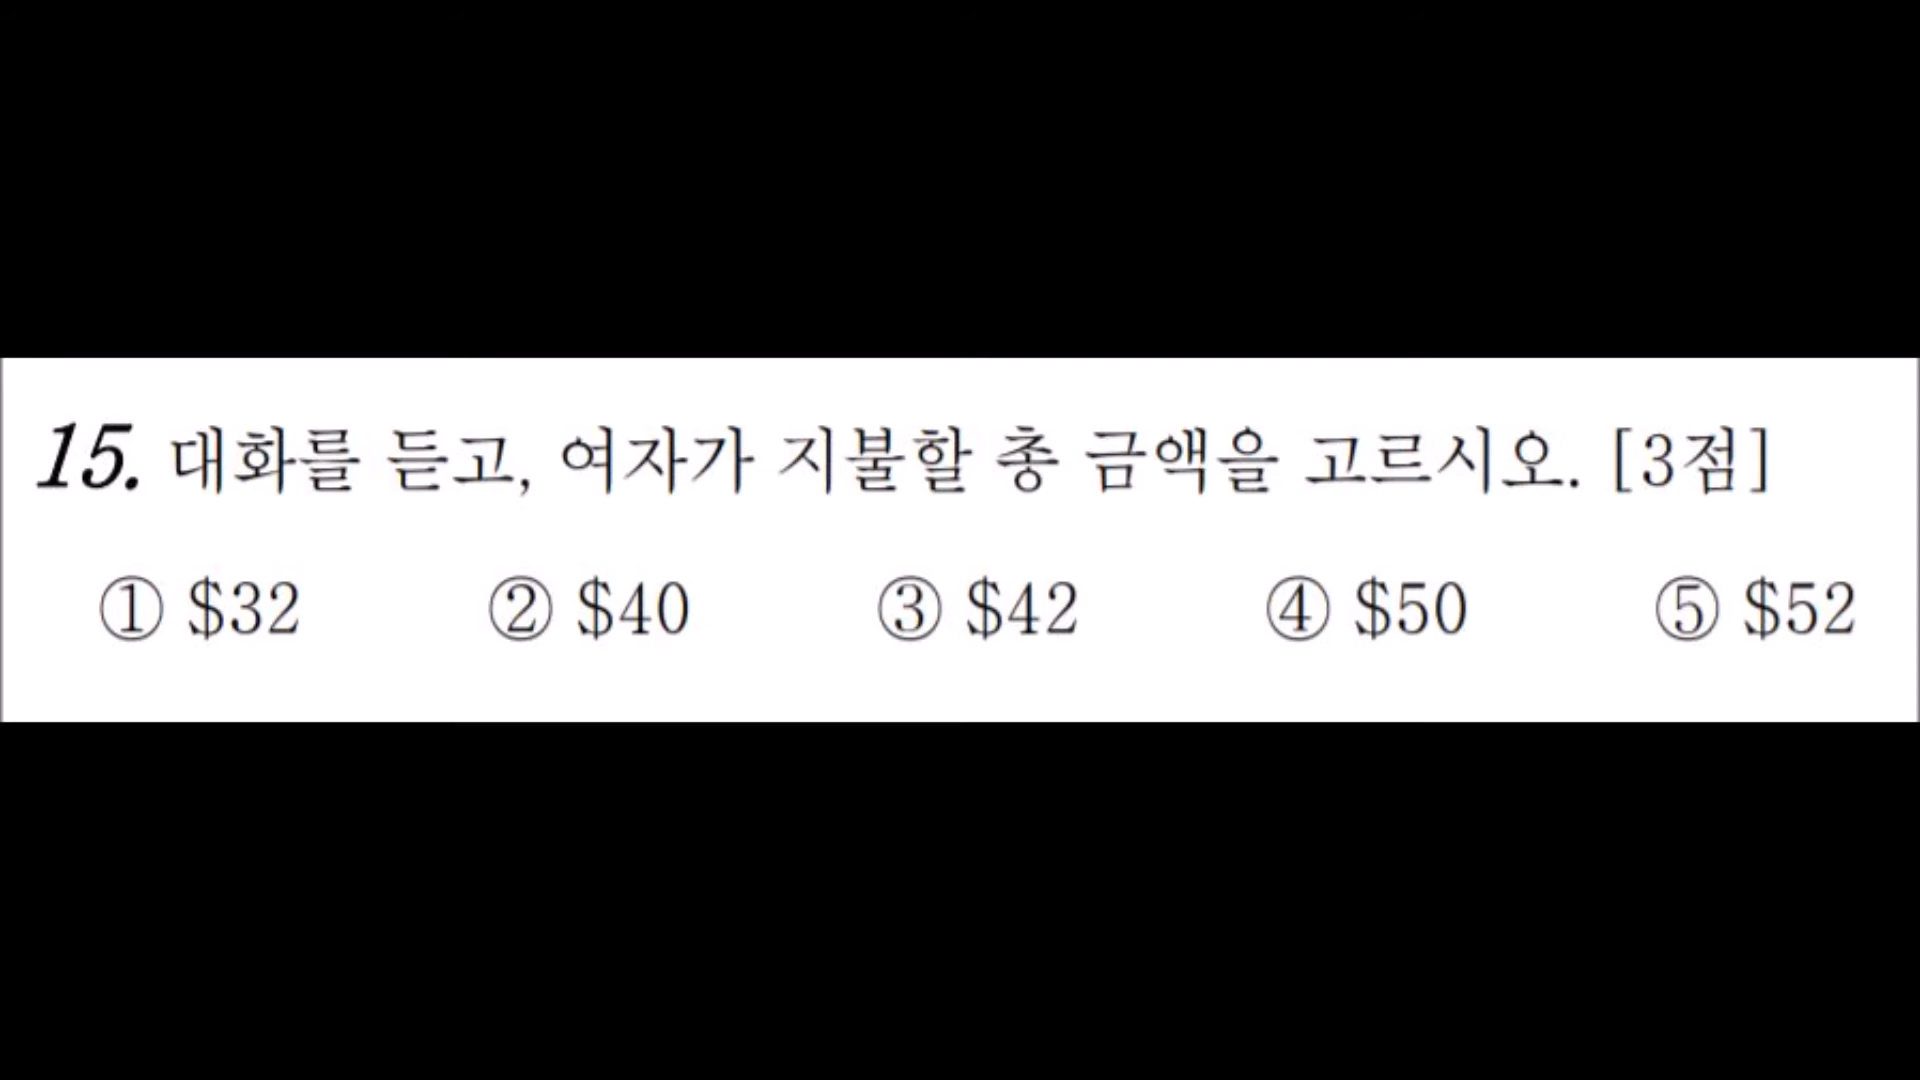 15. 대화를 듣고, 여자가 지불할 총 금액을 고르시오. [3점]
① $32 ② $40 ③ $42 ④ $50 ⑤ $52